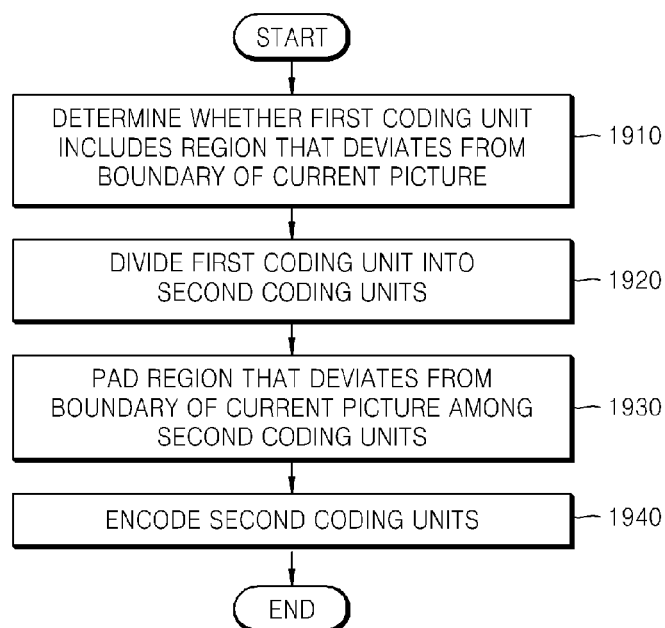 START
DETERMINE WHETHER FIRST CODING UNIT
INCLUDES REGION THAT DEVIATES FROM
BOUNDARY OF CURRENT PICTURE
1910
DIVIDE FIRST CODING UNIT INTO
SECOND CODING UNITS
1920
PAD REGION THAT DEVIATES FROM
BOUNDARY OF CURRENT PICTURE AMONG
SECOND CODING UNITS
1930
ENCODE SECOND CODING UNITS
1940
END